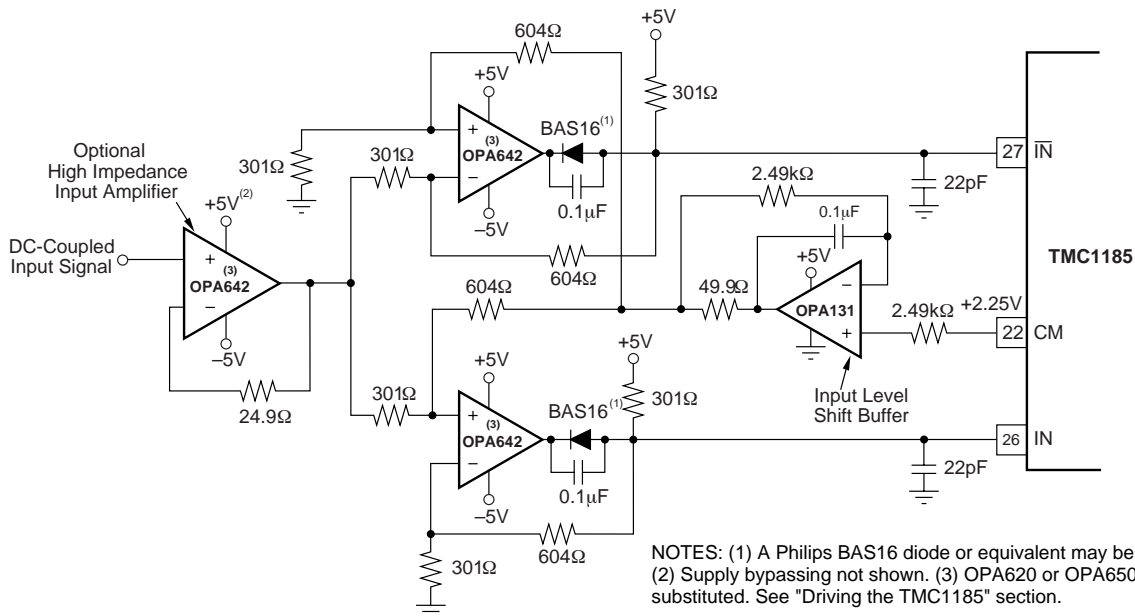 604Ω
+5V
+5V
301Ω
Optional
High Impedance
Input Amplifier
+
(3)
OPA642
–
–5V
BAS16(1)
0.1µF
301Ω
301Ω
604Ω
27
IN
22pF
2.49kΩ
0.1µF
+5V(2)
DC-Coupled
Input Signal
+
(3)
OPA642
–
–5V
24.9Ω
604Ω
49.9Ω
+5V
–
OPA131
+
2.49kΩ
+2.25V
22
CM
TMC1185
Input Level
Shift Buffer
301Ω
+5V
+
(3)
OPA642
–
–5V
BAS16(1)
0.1µF
+5V
301Ω
26
IN
22pF
604Ω
301Ω
NOTES: (1) A Philips BAS16 diode or equivalent may be
(2) Supply bypassing not shown. (3) OPA620 or OPA650
substituted. See "Driving the TMC1185" section.